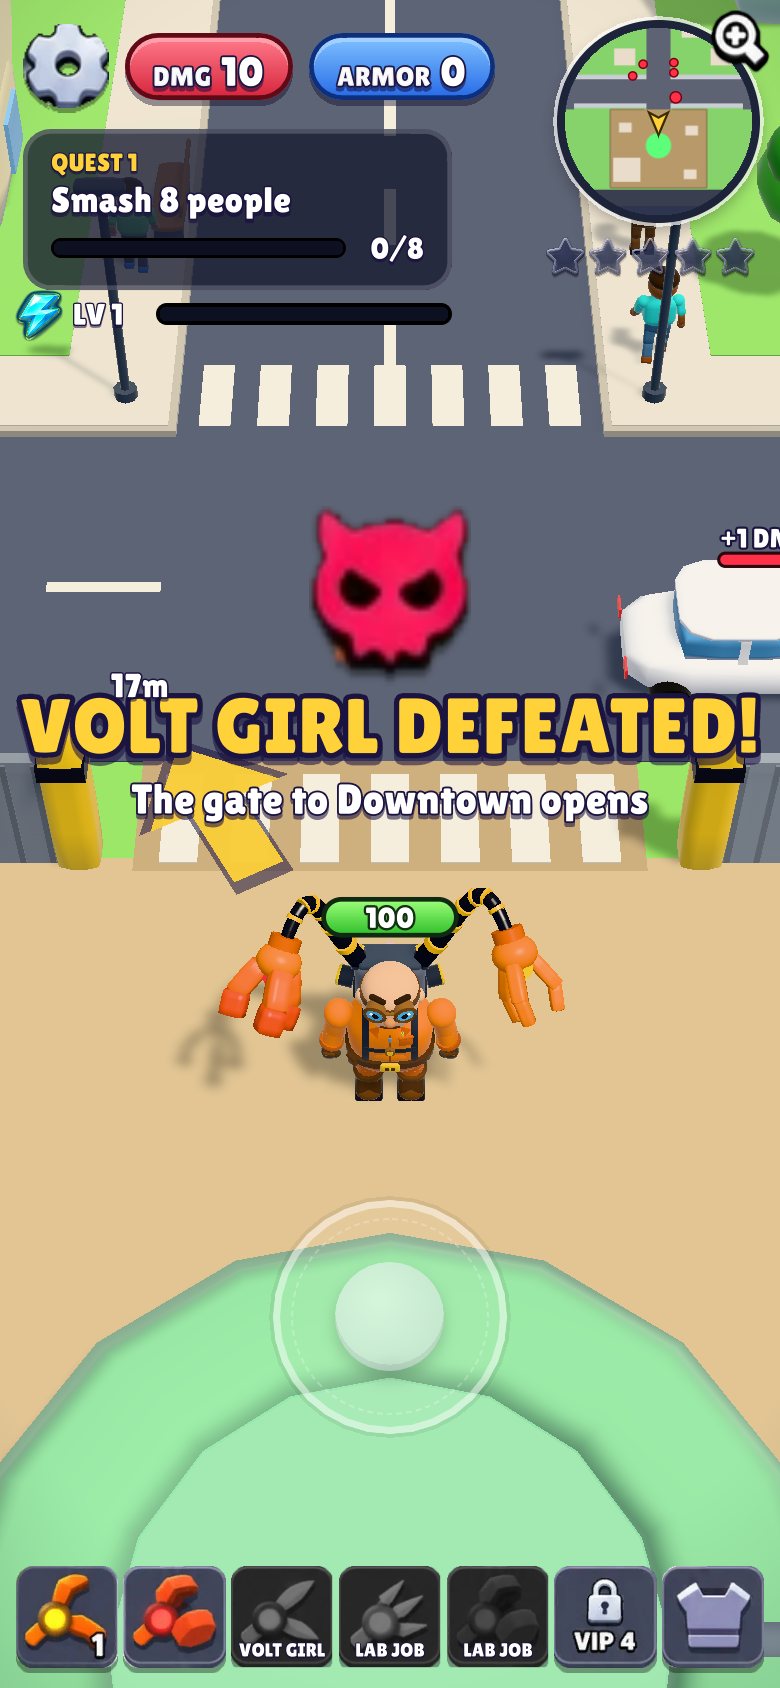 DMG 10
ARMOR 0
QUEST 1
Smash 8 people
0/8
LV 1
+1 DM
17m
VOLT GIRL DEFEATED!
The gate to Downtown opens
100
1
VOLT GIRL
LAB JOB
LAB JOB
VIP 4